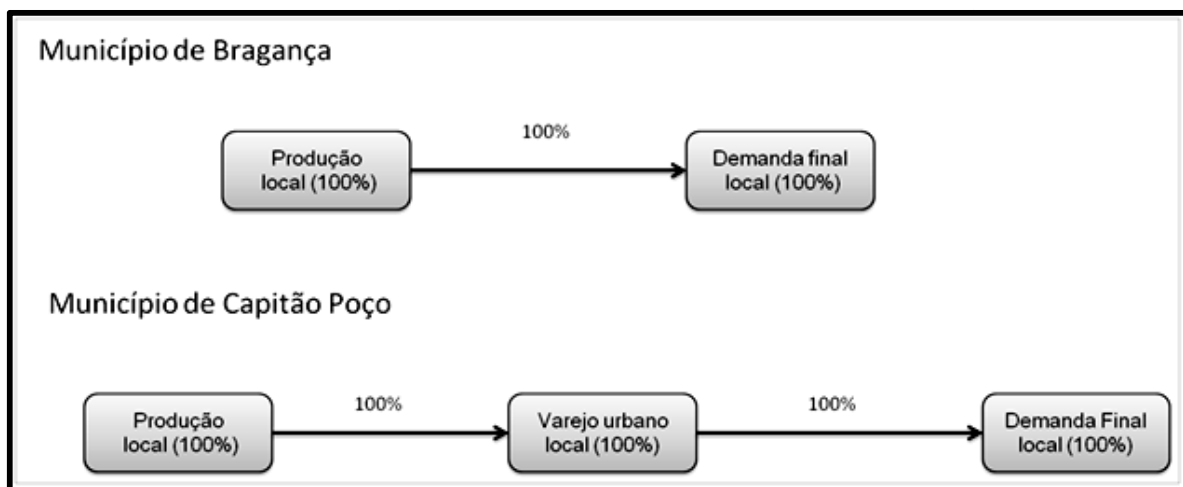 Município de Bragança
100%
Produção
local (100%)
Demanda final
local (100%)
Município de Capitão Poço
100%
100%
Produção
local (100%)
Varejo urbano
local (100%)
Demanda Final
local (100%)